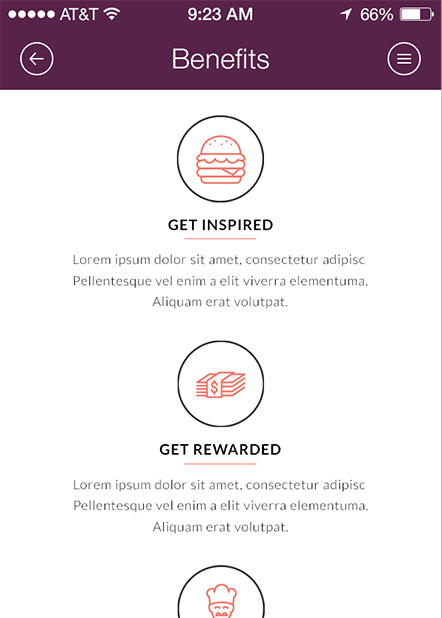 AT&T 9:23 AM 66%
Benefits
GET INSPIRED
Lorem ipsum dolor sit amet, consectetur adipisc
Pellentesque vel enim a elit viverra elementuma.
Aliquam erat volutpat.
$
GET REWARDED
Lorem ipsum dolor sit amet, consectetur adipisc
Pellentesque vel enim a elit viverra elementuma.
Aliquam erat volutpat.